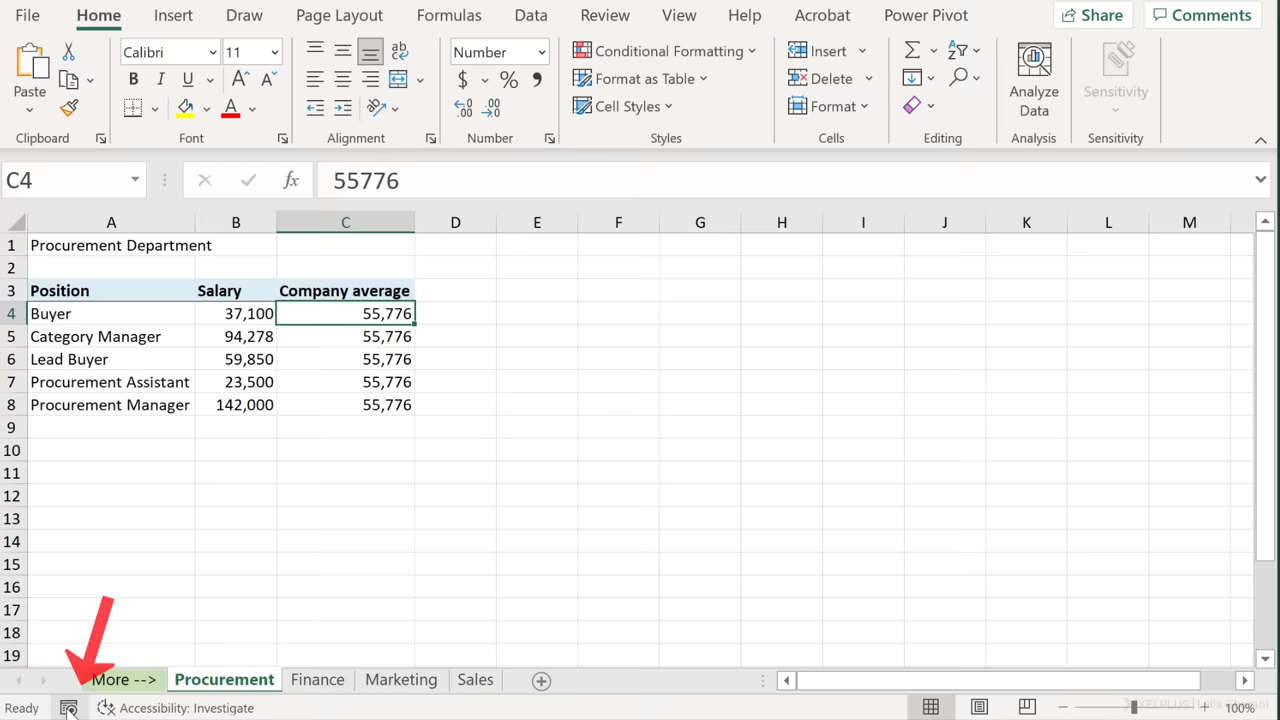 File Home Insert Draw Page Layout Formulas Data Review View Help Acrobat Power Pivot Share Comments
Calibri 11 ab c Number Conditional Formatting Insert Σ
Paste B I U A A $ % Format as Table Delete Analyze Data Sensitivity
A Cell Styles Format
Clipboard Font Alignment Number Styles Cells Editing Analysis Sensitivity
C4 fx 55776
A B C D E F G H I J K L M
1 Procurement Department
2
3 Position Salary Company average
4 Buyer 37,100 55,776
5 Category Manager 94,278 55,776
6 Lead Buyer 59,850 55,776
7 Procurement Assistant 23,500 55,776
8 Procurement Manager 142,000 55,776
9
10
11
12
13
14
15
16
17
18
19
More --> Procurement Finance Marketing Sales
Ready Accessibility: Investigate 100%